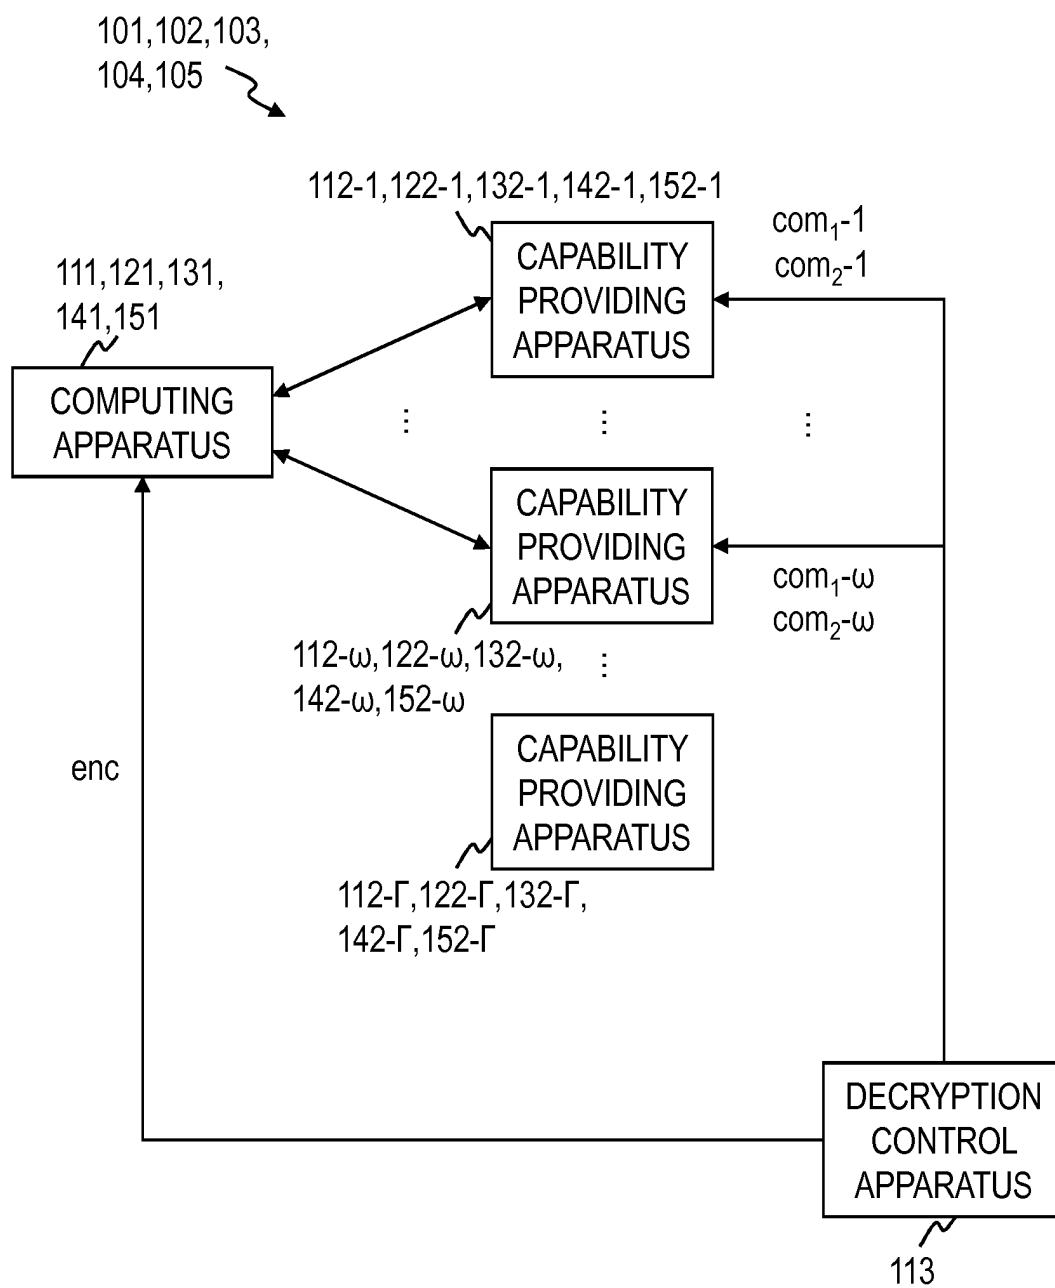 101,102,103,
104,105
112-1,122-1,132-1,142-1,152-1
CAPABILITY
PROVIDING
APPARATUS
com₁-1
com₂-1
111,121,131,
141,151
COMPUTING
APPARATUS
...
...
...
CAPABILITY
PROVIDING
APPARATUS
com₁-ω
com₂-ω
112-ω,122-ω,132-ω,
142-ω,152-ω
...
CAPABILITY
PROVIDING
APPARATUS
enc
112-Γ,122-Γ,132-Γ,
142-Γ,152-Γ
DECRYPTION
CONTROL
APPARATUS
113